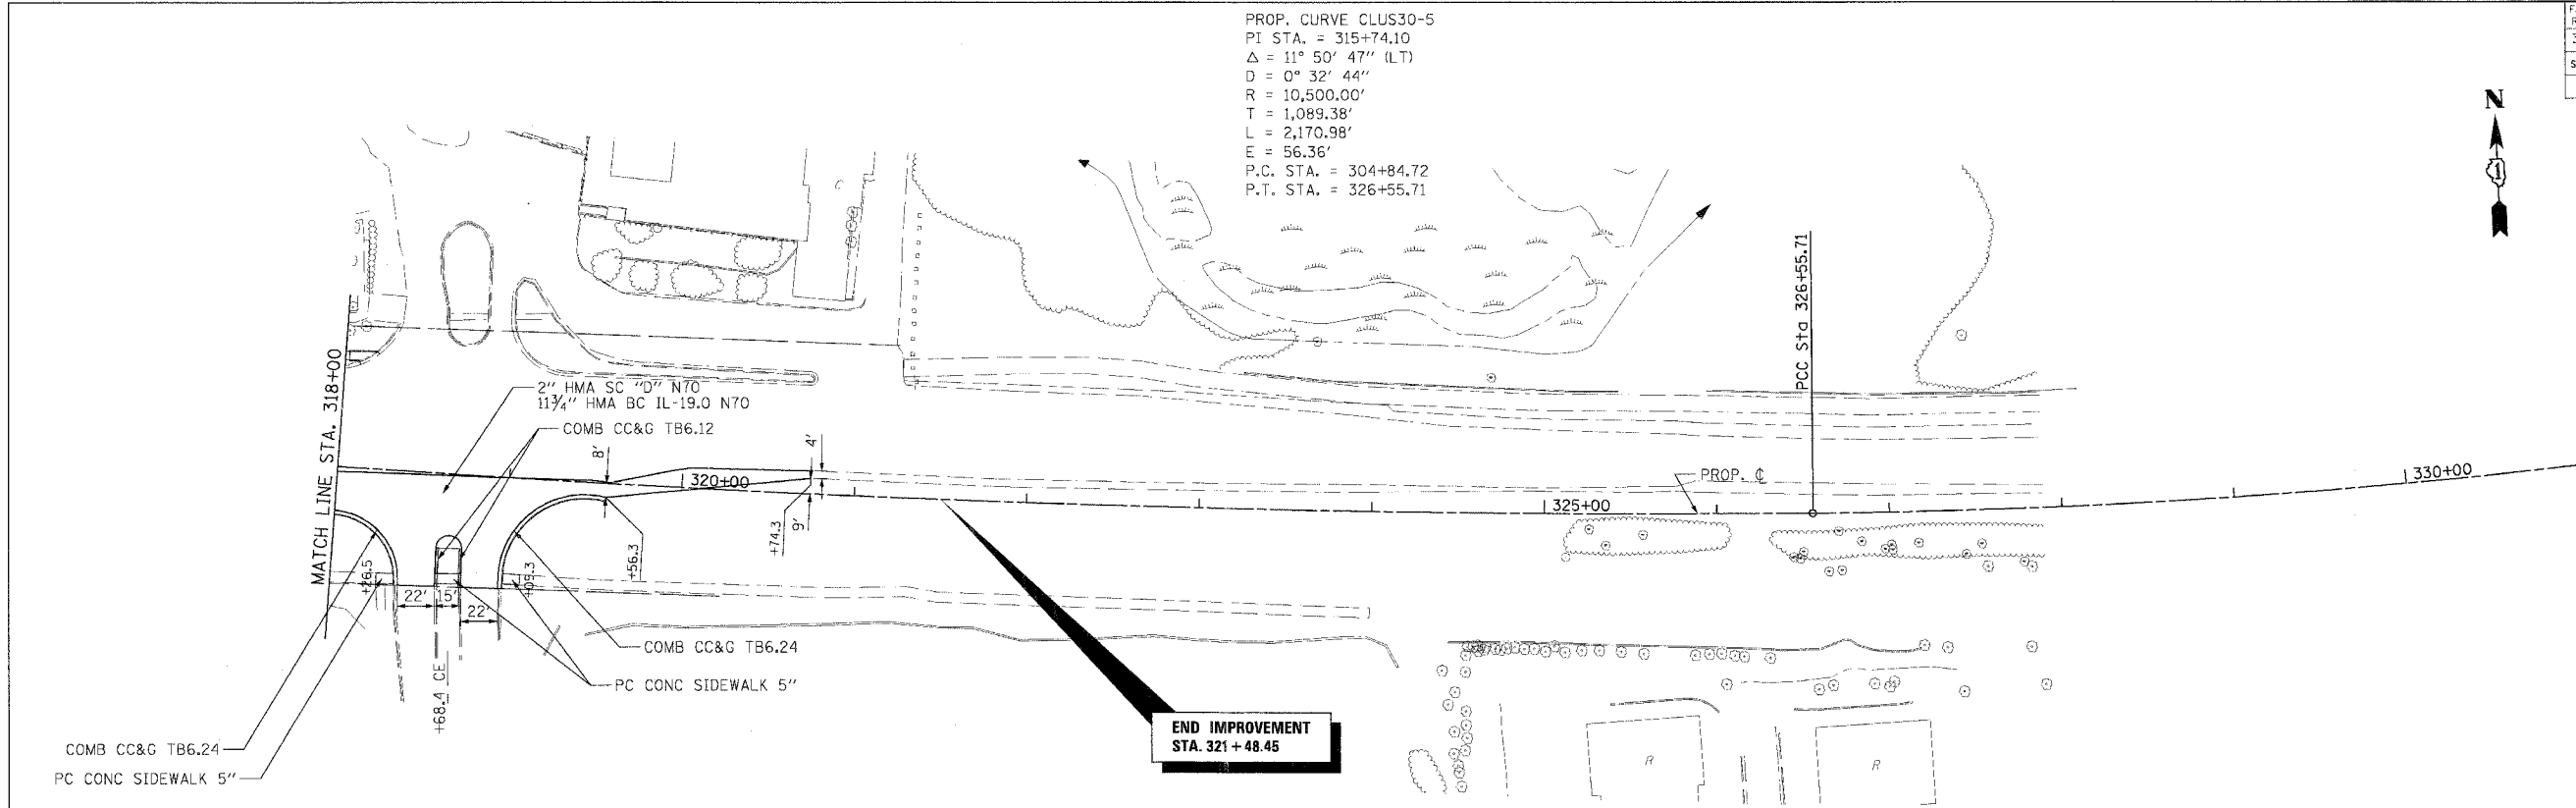 PROP. CURVE CLUS30-5
PI STA. = 315+74.10
Δ = 11° 50' 47" (LT)
D = 0° 32' 44"
R = 10,500.00'
T = 1,089.38'
L = 2,170.98'
E = 56.36'
P.C. STA. = 304+84.72
P.T. STA. = 326+55.71
N
1
PCC Sta 326+55.71
C
MATCH LINE STA. 318+00
2" HMA SC "D" N70
11¾" HMA BC IL-19.0 N70
COMB CC&G TB6.12
8'
4'
320+00
PROP. ℄
325+00
330+00
+74.3
9'
+56.3
+26.5
+09.3
22'
15'
22'
+68.4 CE
COMB CC&G TB6.24
PC CONC SIDEWALK 5"
END IMPROVEMENT
STA. 321 + 48.45
R
R
COMB CC&G TB6.24
PC CONC SIDEWALK 5"